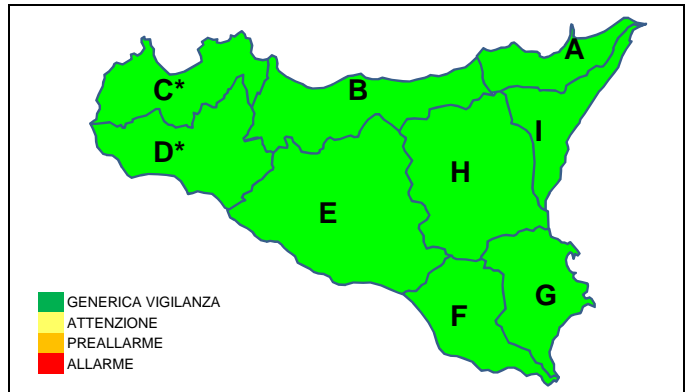 A
C*
B
I
D*
H
E
G
F
GENERICA VIGILANZA
ATTENZIONE
PREALLARME
ALLARME